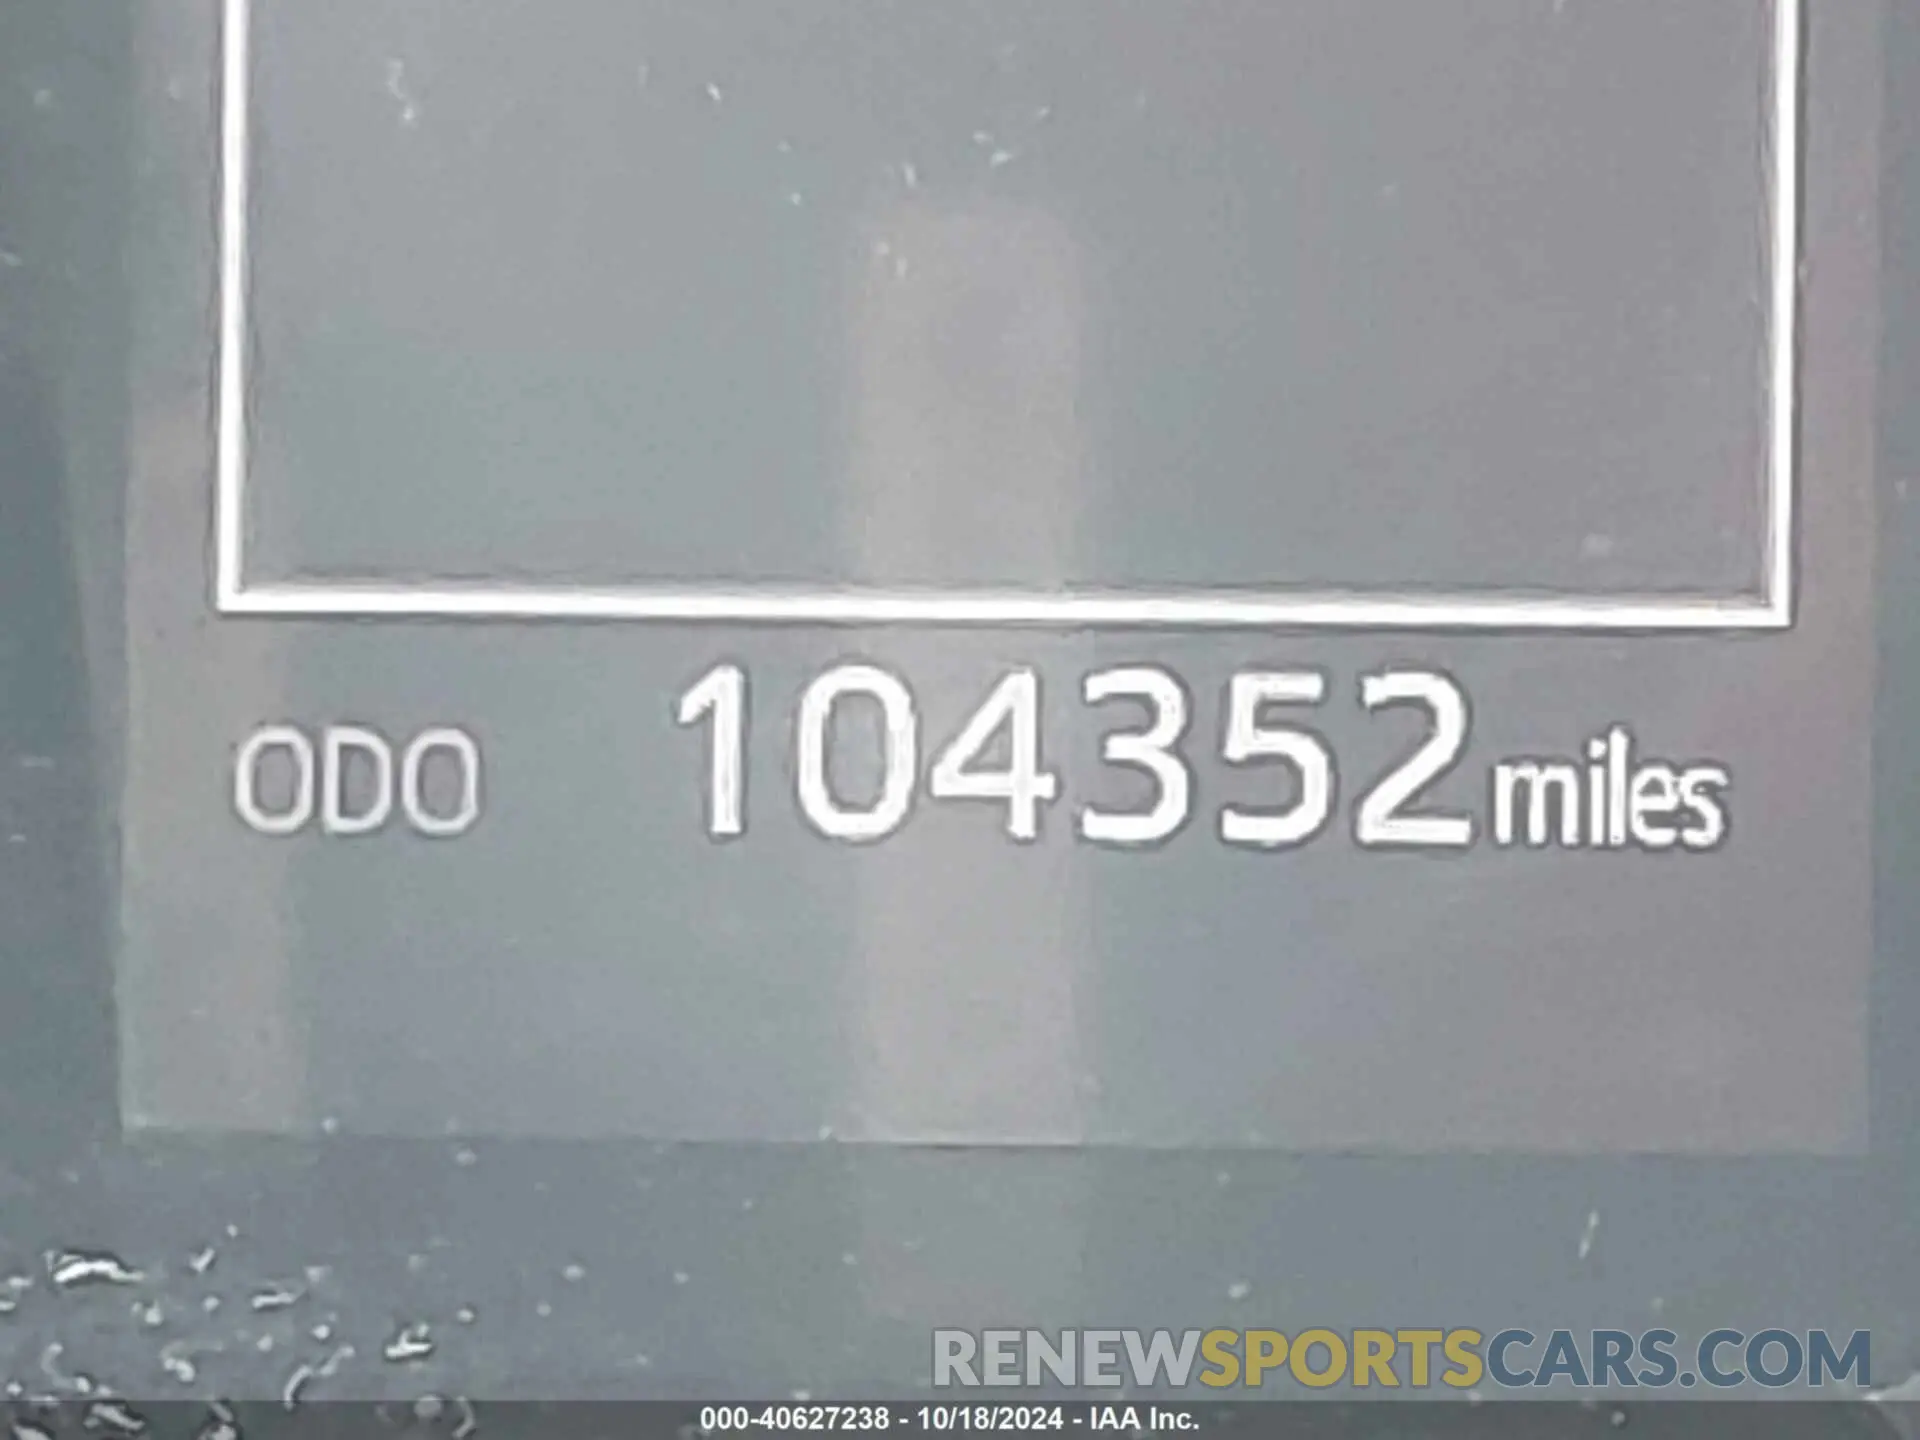 ODO 104352 miles
RENEWSPORTSCARS.COM
000-40627238 - 10/18/2024 - IAA Inc.